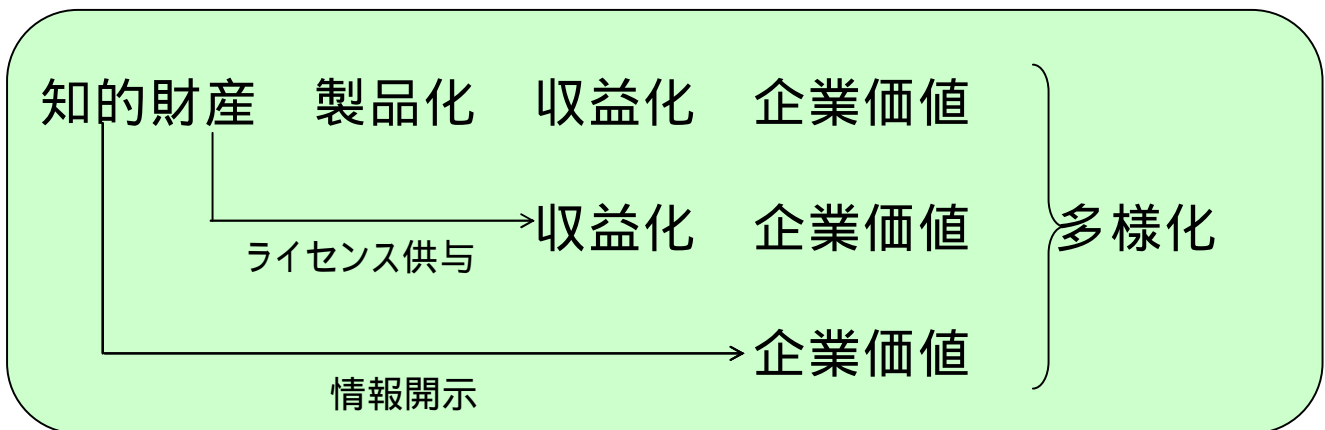 知的財産　製品化　収益化　企業価値
収益化　企業価値　多様化
ライセンス供与
企業価値
情報開示